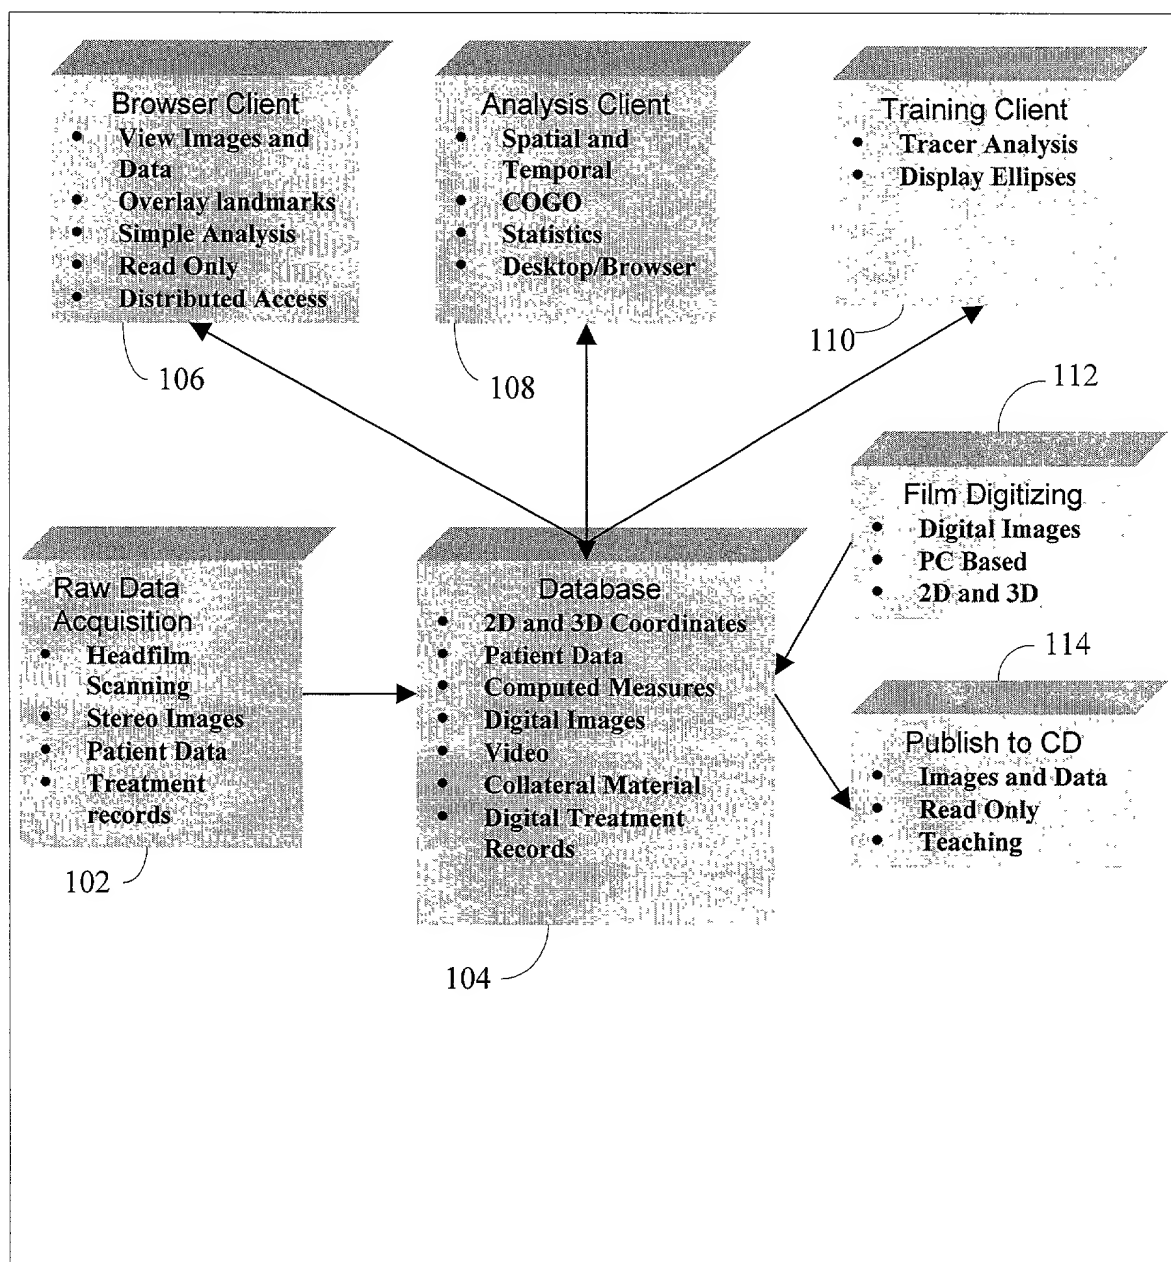 Browser Client
• View Images and
Data
• Overlay landmarks
• Simple Analysis
• Read Only
• Distributed Access
106
Analysis Client
• Spatial and
Temporal
• COGO
• Statistics
• Desktop/Browser
108
Training Client
• Tracer Analysis
• Display Ellipses
110
112
Film Digitizing
• Digital Images
• PC Based
• 2D and 3D
Raw Data
Acquisition
• Headfilm
Scanning
• Stereo Images
• Patient Data
• Treatment
records
102
Database
• 2D and 3D Coordinates
• Patient Data
• Computed Measures
• Digital Images
• Video
• Collateral Material
• Digital Treatment
Records
104
114
Publish to CD
• Images and Data
• Read Only
• Teaching